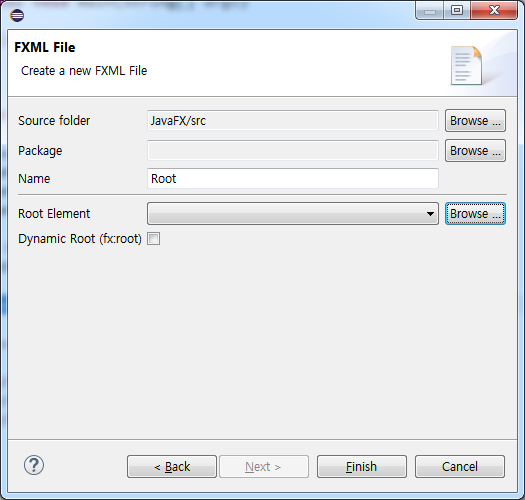 FXML File
Create a new FXML File
Source folder JavaFX/src Browse ...
Package Browse ...
Name Root
Root Element Browse ...
Dynamic Root (fx:root)
?
< Back Next > Finish Cancel